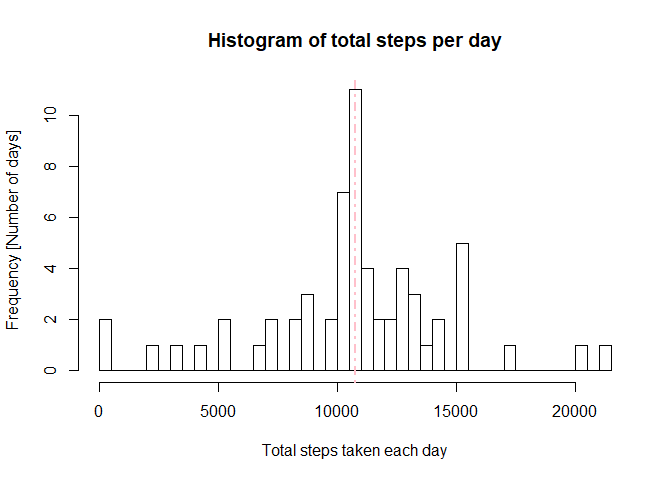 Histogram of total steps per day
Frequency [Number of days]
10
8
6
4
2
0
0 5000 10000 15000 20000
Total steps taken each day